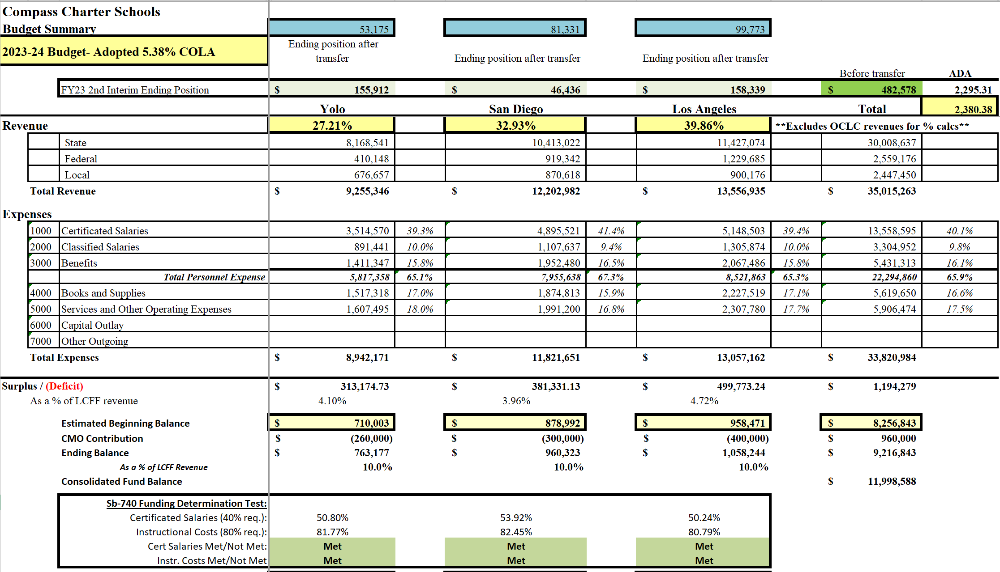 Compass Charter Schools
Budget Summary 53,175 81,331 99,773
2023-24 Budget- Adopted 5.38% COLA
Ending position after transfer Ending position after transfer Ending position after transfer
Before transfer ADA
FY23 2nd Interim Ending Position $ 155,912 $ 46,436 $ 158,339 $ 482,578 2,295.31
Yolo San Diego Los Angeles Total 2,380.38
Revenue 27.21% 32.93% 39.86% **Excludes OCLC revenues for % calcs**
State 8,168,541 10,413,022 11,427,074 30,008,637
Federal 410,148 919,342 1,229,685 2,559,176
Local 676,657 870,618 900,176 2,447,450
Total Revenue $ 9,255,346 $ 12,202,982 $ 13,556,935 $ 35,015,263
Expenses
1000 Certificated Salaries 3,514,570 39.3% 4,895,521 41.4% 5,148,503 39.4% 13,558,595 40.1%
2000 Classified Salaries 891,441 10.0% 1,107,637 9.4% 1,305,874 10.0% 3,304,952 9.8%
3000 Benefits 1,411,347 15.8% 1,952,480 16.5% 2,067,486 15.8% 5,431,313 16.1%
Total Personnel Expense 5,817,358 65.1% 7,955,638 67.3% 8,521,863 65.3% 22,294,860 65.9%
4000 Books and Supplies 1,517,318 17.0% 1,874,813 15.9% 2,227,519 17.1% 5,619,650 16.6%
5000 Services and Other Operating Expenses 1,607,495 18.0% 1,991,200 16.8% 2,307,780 17.7% 5,906,474 17.5%
6000 Capital Outlay
7000 Other Outgoing
Total Expenses $ 8,942,171 $ 11,821,651 $ 13,057,162 $ 33,820,984
Surplus / (Deficit) $ 313,174.73 $ 381,331.13 $ 499,773.24 $ 1,194,279
As a % of LCFF revenue 4.10% 3.96% 4.72%
Estimated Beginning Balance $ 710,003 $ 878,992 $ 958,471 $ 8,256,843
CMO Contribution $ (260,000) $ (300,000) $ (400,000) $ 960,000
Ending Balance $ 763,177 $ 960,323 $ 1,058,244 $ 9,216,843
As a % of LCFF Revenue 10.0% 10.0% 10.0%
Consolidated Fund Balance $ 11,998,588
Sb-740 Funding Determination Test:
Certificated Salaries (40% req.): 50.80% 53.92% 50.24%
Instructional Costs (80% req.): 81.77% 82.45% 80.79%
Cert Salaries Met/Not Met: Met Met Met
Instr. Costs Met/Not Met Met Met Met